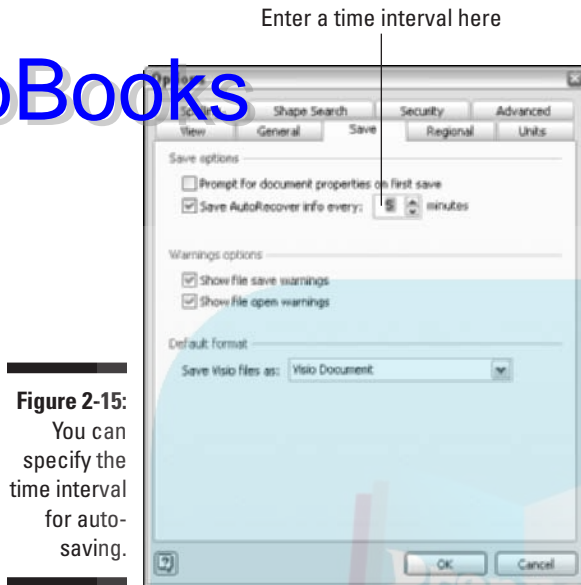 Enter a time interval here
oBooks
Options
Spelling Shape Search Security Advanced
View General Save Regional Units
Save options
Prompt for document properties on first save
Save AutoRecover info every: 5 minutes
Warnings options
Show file save warnings
Show file open warnings
Default format
Save Visio files as: Visio Document
Figure 2-15:
You can
specify the
time interval
for auto-
saving.
OK Cancel